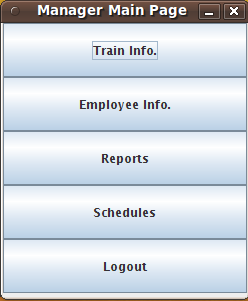 Manager Main Page
Train Info.
Employee Info.
Reports
Schedules
Logout